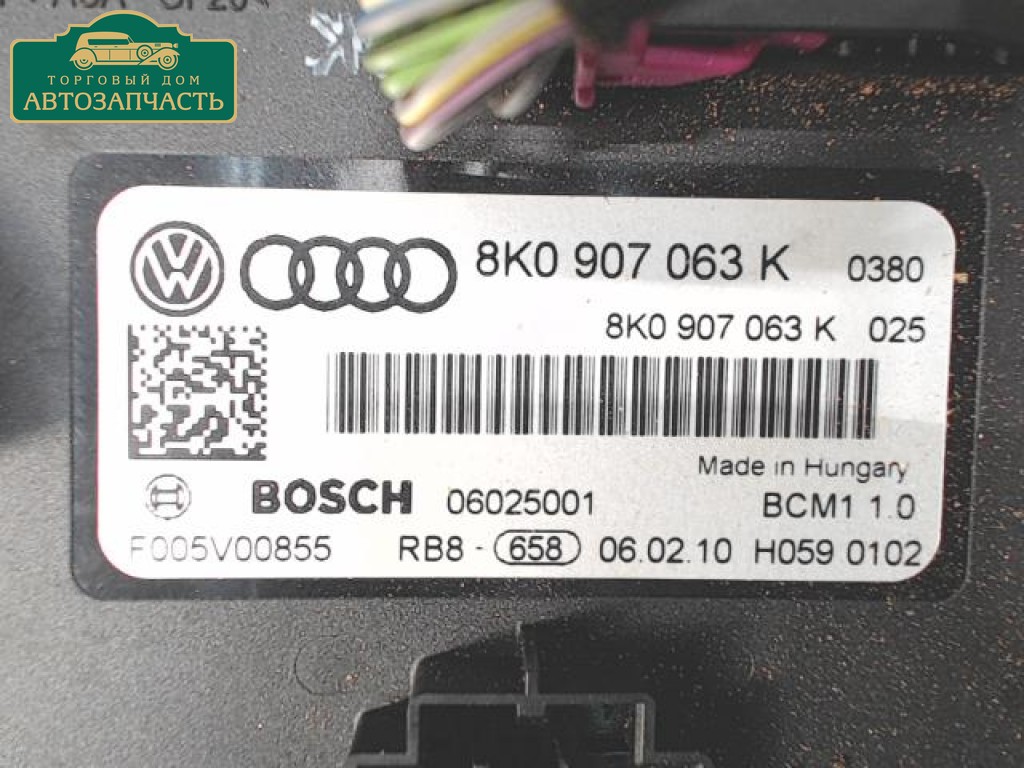 ТОРГОВЫЙ ДОМ
АВТОЗАПЧАСТЬ
8K0 907 063 K 0380
8K0 907 063 K 025
Made in Hungary
BOSCH 06025001 BCM1 1.0
F005V00855 RB8 - 658 06.02.10 H059 0102